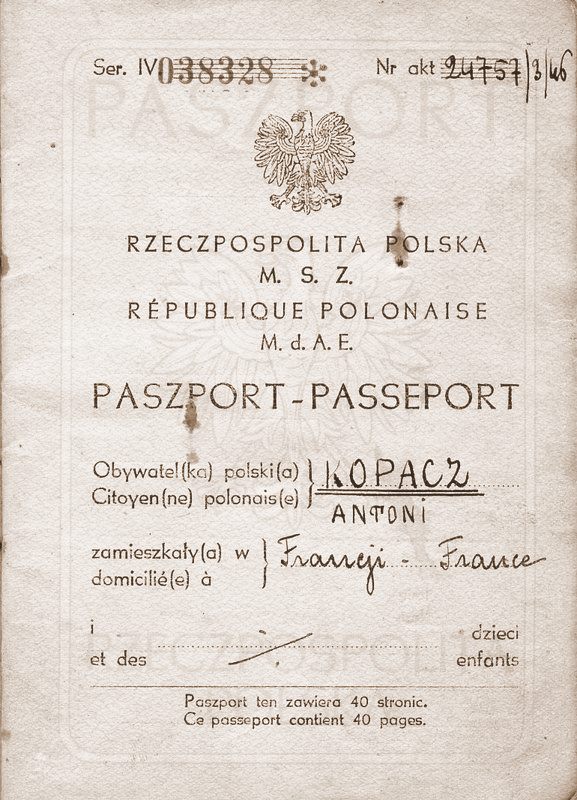 Ser. IV 038328 * Nr akt 24757/3/46
RZECZPOSPOLITA POLSKA
M. S. Z.
RÉPUBLIQUE POLONAISE
M. d. A. E.
PASZPORT-PASSEPORT
Obywatel(ka) polski(a) } KOPACZ
Citoyen(ne) polonais(e)
ANTONI
zamieszkały(a) w } Francji - France
domicilié(e) à
i dzieci
et des enfants
Paszport ten zawiera 40 stronic.
Ce passeport contient 40 pages.
PASZPORT
RZECZPOSPOLITA